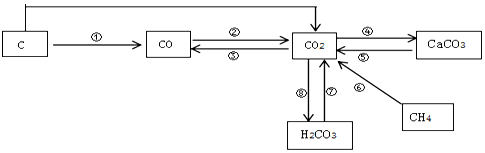 ① ② ④
C CO CO2 CaCO3
③ ⑤
⑧ ⑦ ⑥
CH4
H2CO3